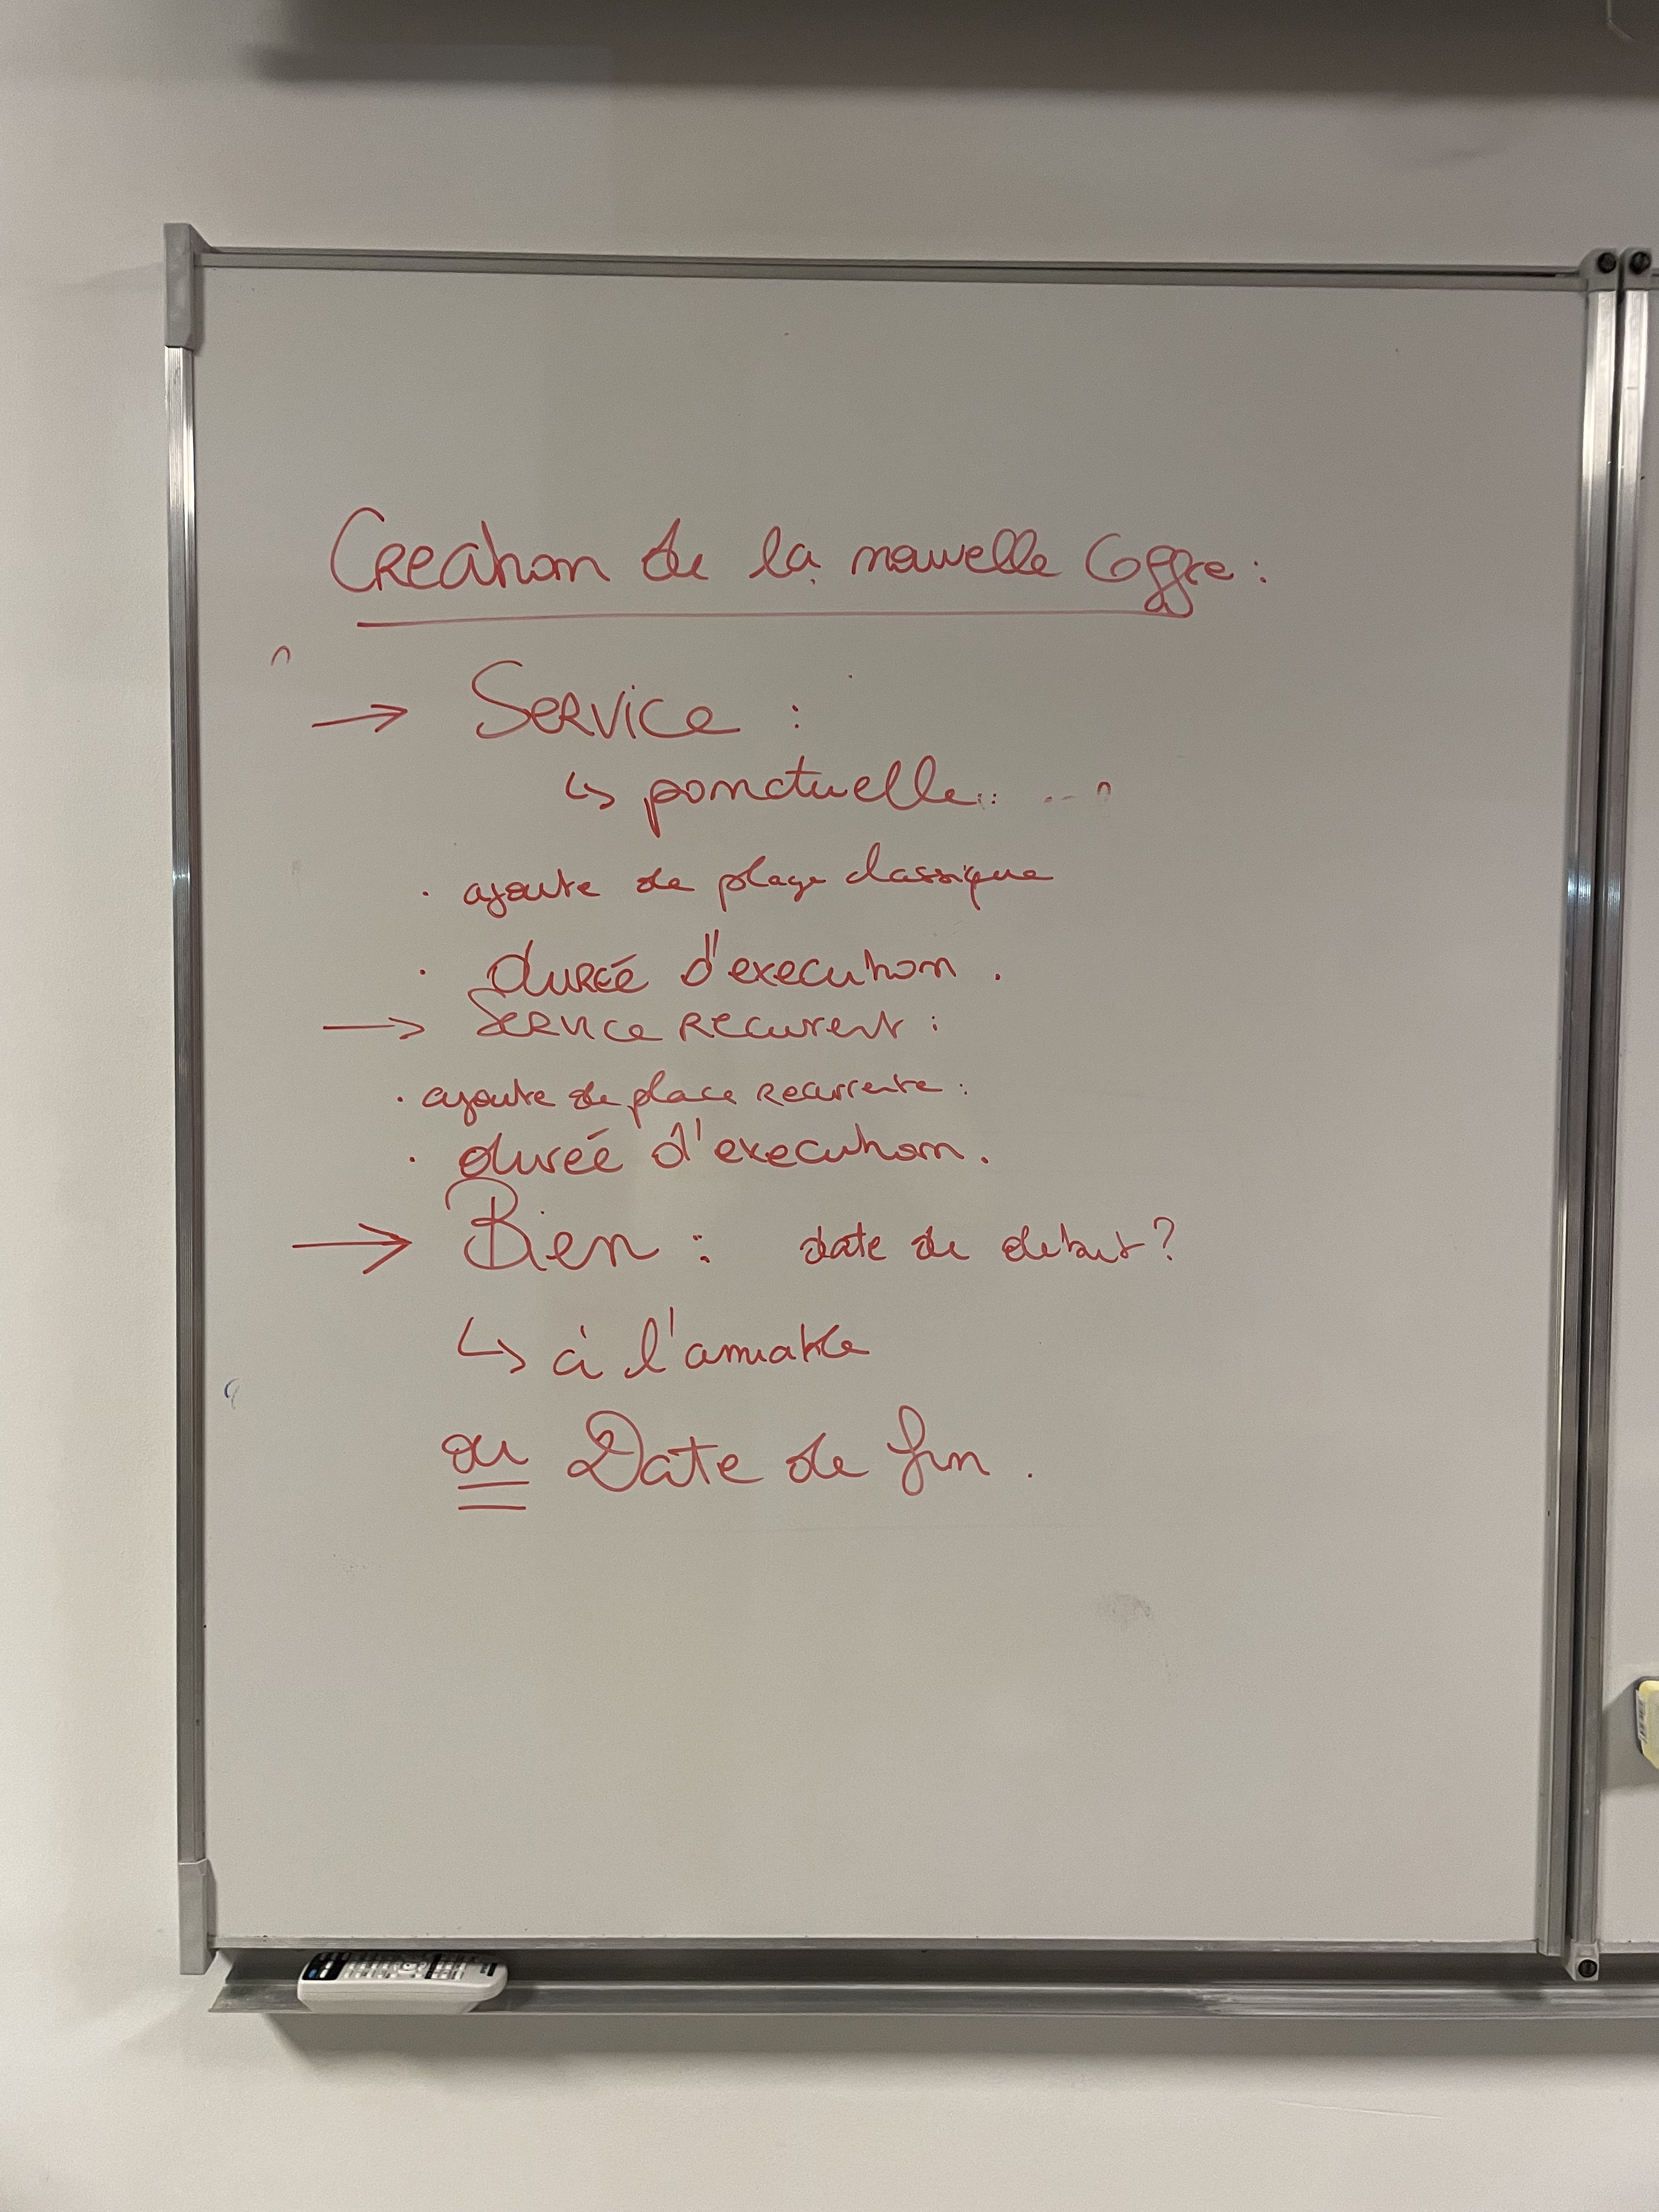 Creation de la nouvelle Offre :
→ Service :
↳ ponctuelle :
. ajoute de plage classique
. durée d'execution .
→ Service recurent :
. ajoute de place recurrente :
. durée d'execution .
→ Bien : date de debut ?
↳ à l'amiable
ou Date de fin .